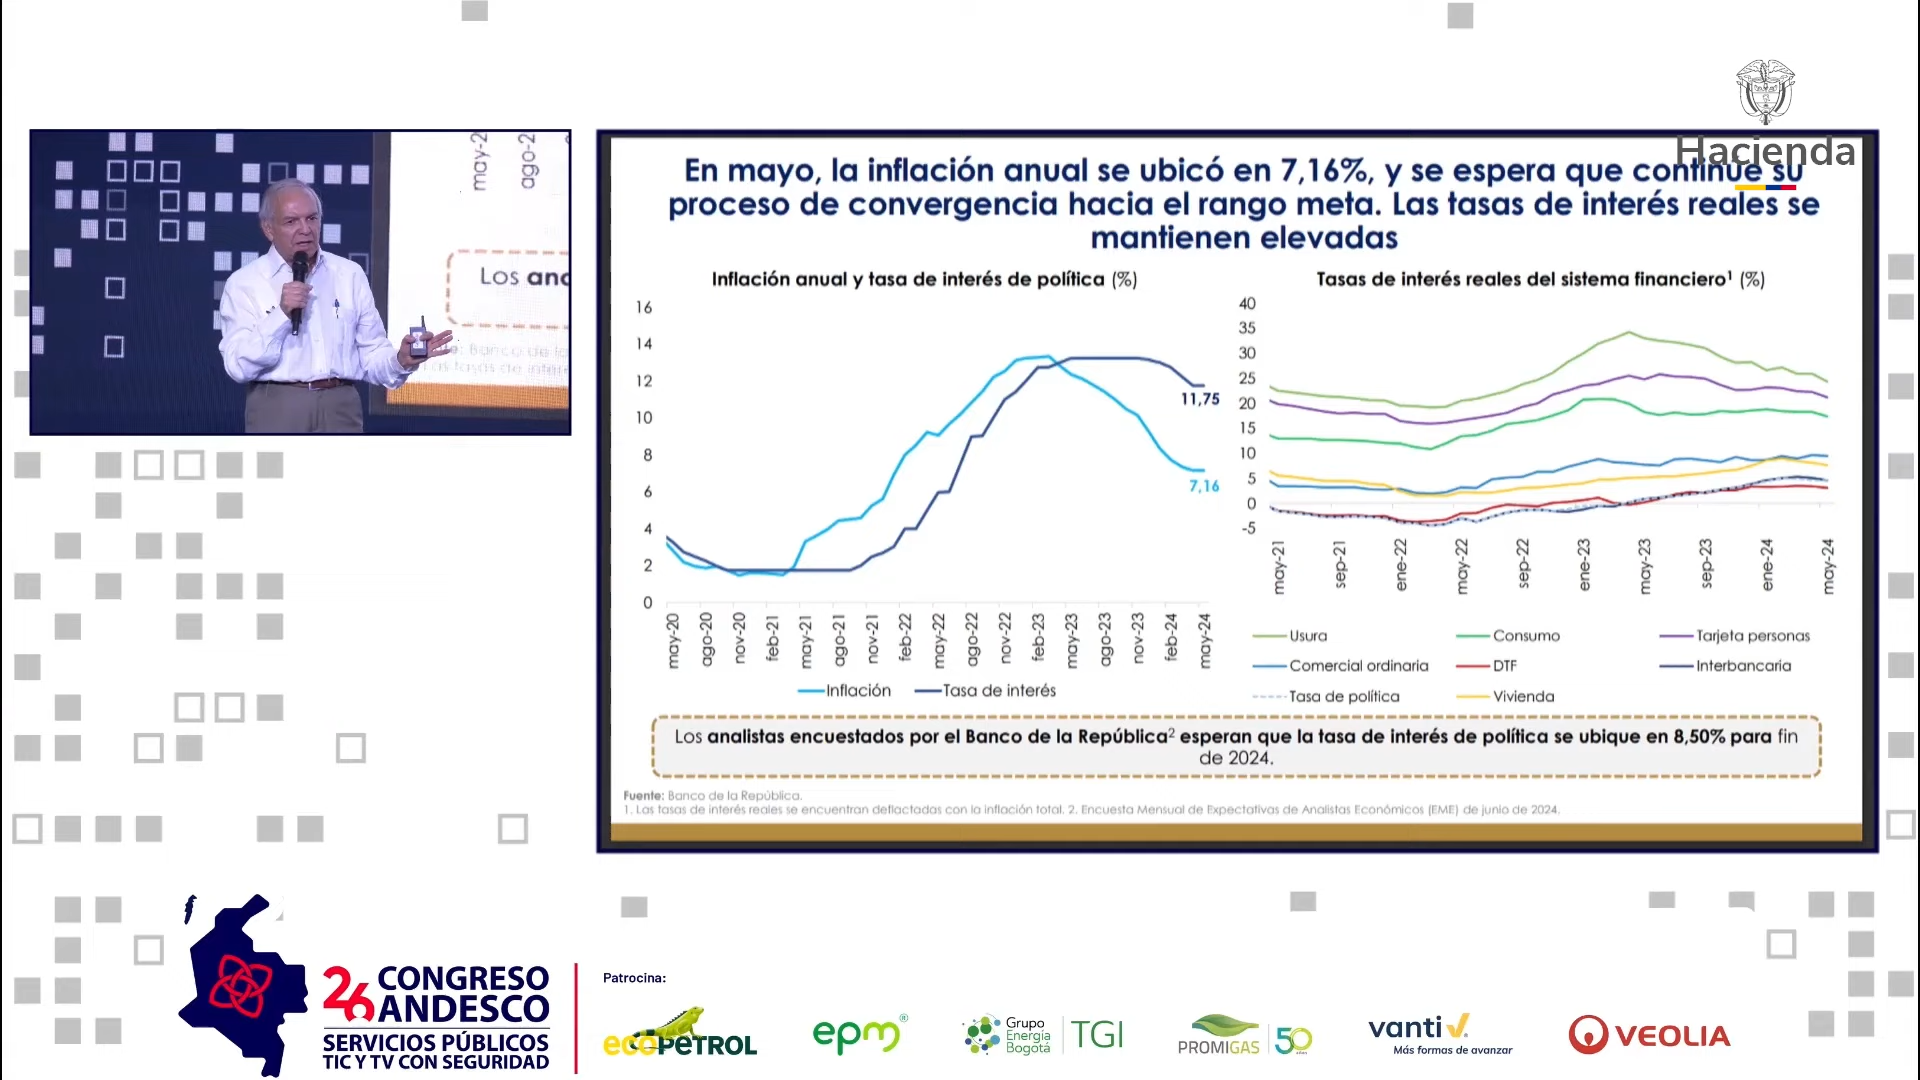 Hacienda
may-2
ago-2
Los ana
En mayo, la inflación anual se ubicó en 7,16%, y se espera que continúe su
proceso de convergencia hacia el rango meta. Las tasas de interés reales se
mantienen elevadas
Inflación anual y tasa de interés de política (%)
16
14
12
10
8
6
4
2
0
11,75
7,16
may-20
ago-20
nov-20
feb-21
may-21
ago-21
nov-21
feb-22
may-22
ago-22
nov-22
feb-23
may-23
ago-23
nov-23
feb-24
may-24
Inflación
Tasa de interés
Tasas de interés reales del sistema financiero¹ (%)
40
35
30
25
20
15
10
5
0
-5
may-21
sep-21
ene-22
may-22
sep-22
ene-23
may-23
sep-23
ene-24
may-24
Usura
Consumo
Tarjeta personas
Comercial ordinaria
DTF
Interbancaria
Tasa de política
Vivienda
Los analistas encuestados por el Banco de la República² esperan que la tasa de interés de política se ubique en 8,50% para fin
de 2024.
Fuente: Banco de la República.
1. Las tasas de interés reales se encuentran deflactadas con la inflación total. 2. Encuesta Mensual de Expectativas de Analistas Económicos (EME) de junio de 2024.
26 CONGRESO
ANDESCO
SERVICIOS PÚBLICOS
TIC Y TV CON SEGURIDAD
Patrocina:
ecopetrol
epm®
Grupo
Energía
Bogotá
TGI
PROMIGAS
50
años
vanti
Más formas de avanzar
VEOLIA